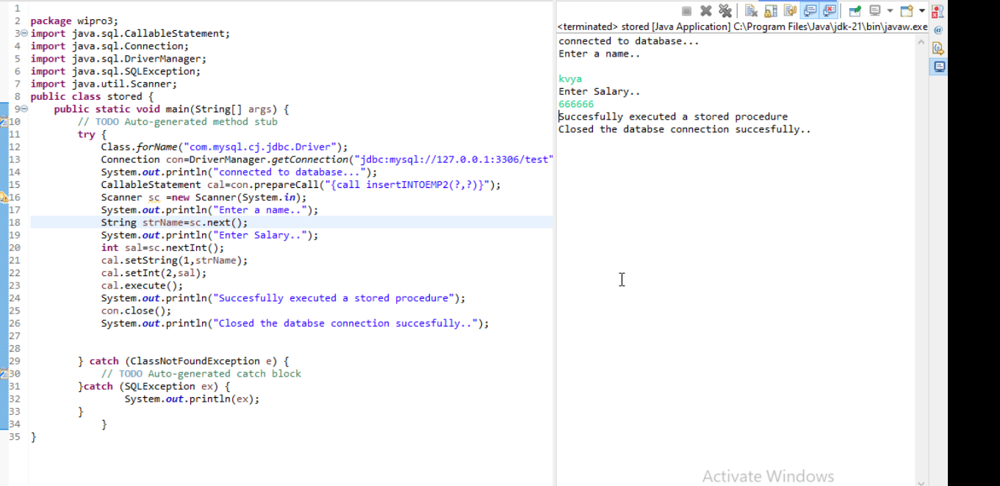 1
2 package wipro3;
3 import java.sql.CallableStatement;
4 import java.sql.Connection;
5 import java.sql.DriverManager;
6 import java.sql.SQLException;
7 import java.util.Scanner;
8 public class stored {
9 public static void main(String[] args) {
10 // TODO Auto-generated method stub
11 try {
12 Class.forName("com.mysql.cj.jdbc.Driver");
13 Connection con=DriverManager.getConnection("jdbc:mysql://127.0.0.1:3306/test"
14 System.out.println("connected to database...");
15 CallableStatement cal=con.prepareCall("{call insertINTOEMP2(?,?)}");
16 Scanner sc =new Scanner(System.in);
17 System.out.println("Enter a name..");
18 String strName=sc.next();
19 System.out.println("Enter Salary..");
20 int sal=sc.nextInt();
21 cal.setString(1,strName);
22 cal.setInt(2,sal);
23 cal.execute();
24 System.out.println("Succesfully executed a stored procedure");
25 con.close();
26 System.out.println("Closed the databse connection succesfully..");
27
28
29 } catch (ClassNotFoundException e) {
30 // TODO Auto-generated catch block
31 }catch (SQLException ex) {
32 System.out.println(ex);
33 }
34 }
35 }
<terminated> stored [Java Application] C:\Program Files\Java\jdk-21\bin\javaw.exe
connected to database...
Enter a name..
kvya
Enter Salary..
666666
Succesfully executed a stored procedure
Closed the databse connection succesfully..
Activate Windows